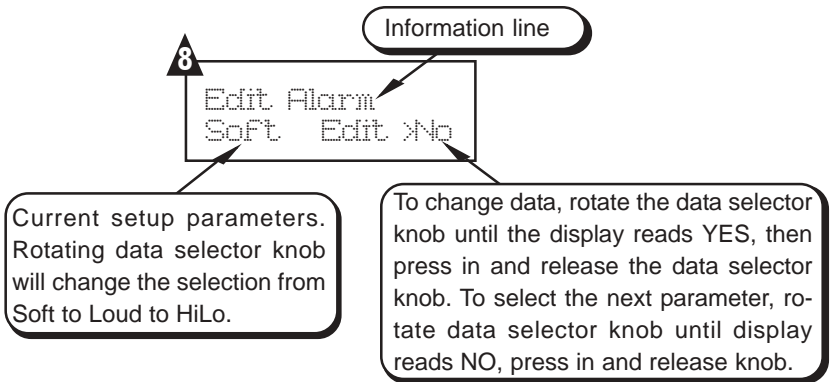 Information line
8
Edit Alarm
Soft Edit >No
Current setup parameters.
Rotating data selector knob
will change the selection from
Soft to Loud to HiLo.
To change data, rotate the data selector
knob until the display reads YES, then
press in and release the data selector
knob. To select the next parameter, ro-
tate data selector knob until display
reads NO, press in and release knob.